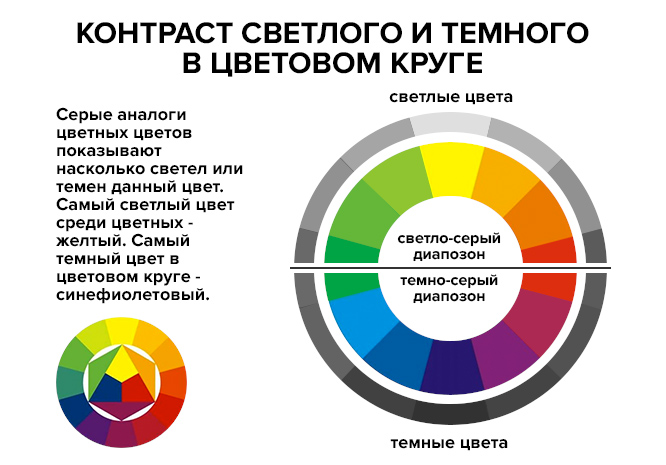 КОНТРАСТ СВЕТЛОГО И ТЕМНОГО
В ЦВЕТОВОМ КРУГЕ
светлые цвета
Серые аналоги
цветных цветов
показывают
насколько светел или
темен данный цвет.
Самый светлый цвет
среди цветных -
желтый. Самый
темный цвет в
цветовом круге -
синефиолетовый.
светло-серый
диапозон
темно-серый
диапозон
темные цвета